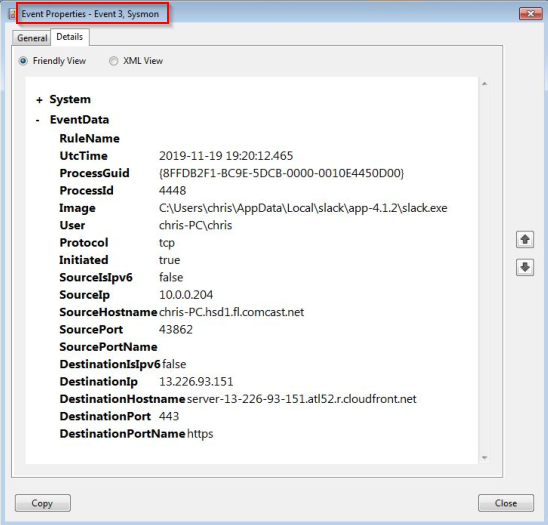 Event Properties - Event 3, Sysmon
General Details
Friendly View XML View
+ System
- EventData
RuleName
UtcTime 2019-11-19 19:20:12.465
ProcessGuid {8FFDB2F1-BC9E-5DCB-0000-0010E4450D00}
ProcessId 4448
Image C:\Users\chris\AppData\Local\slack\app-4.1.2\slack.exe
User chris-PC\chris
Protocol tcp
Initiated true
SourceIsIpv6 false
SourceIp 10.0.0.204
SourceHostname chris-PC.hsd1.fl.comcast.net
SourcePort 43862
SourcePortName
DestinationIsIpv6 false
DestinationIp 13.226.93.151
DestinationHostname server-13-226-93-151.atl52.r.cloudfront.net
DestinationPort 443
DestinationPortName https
Copy Close